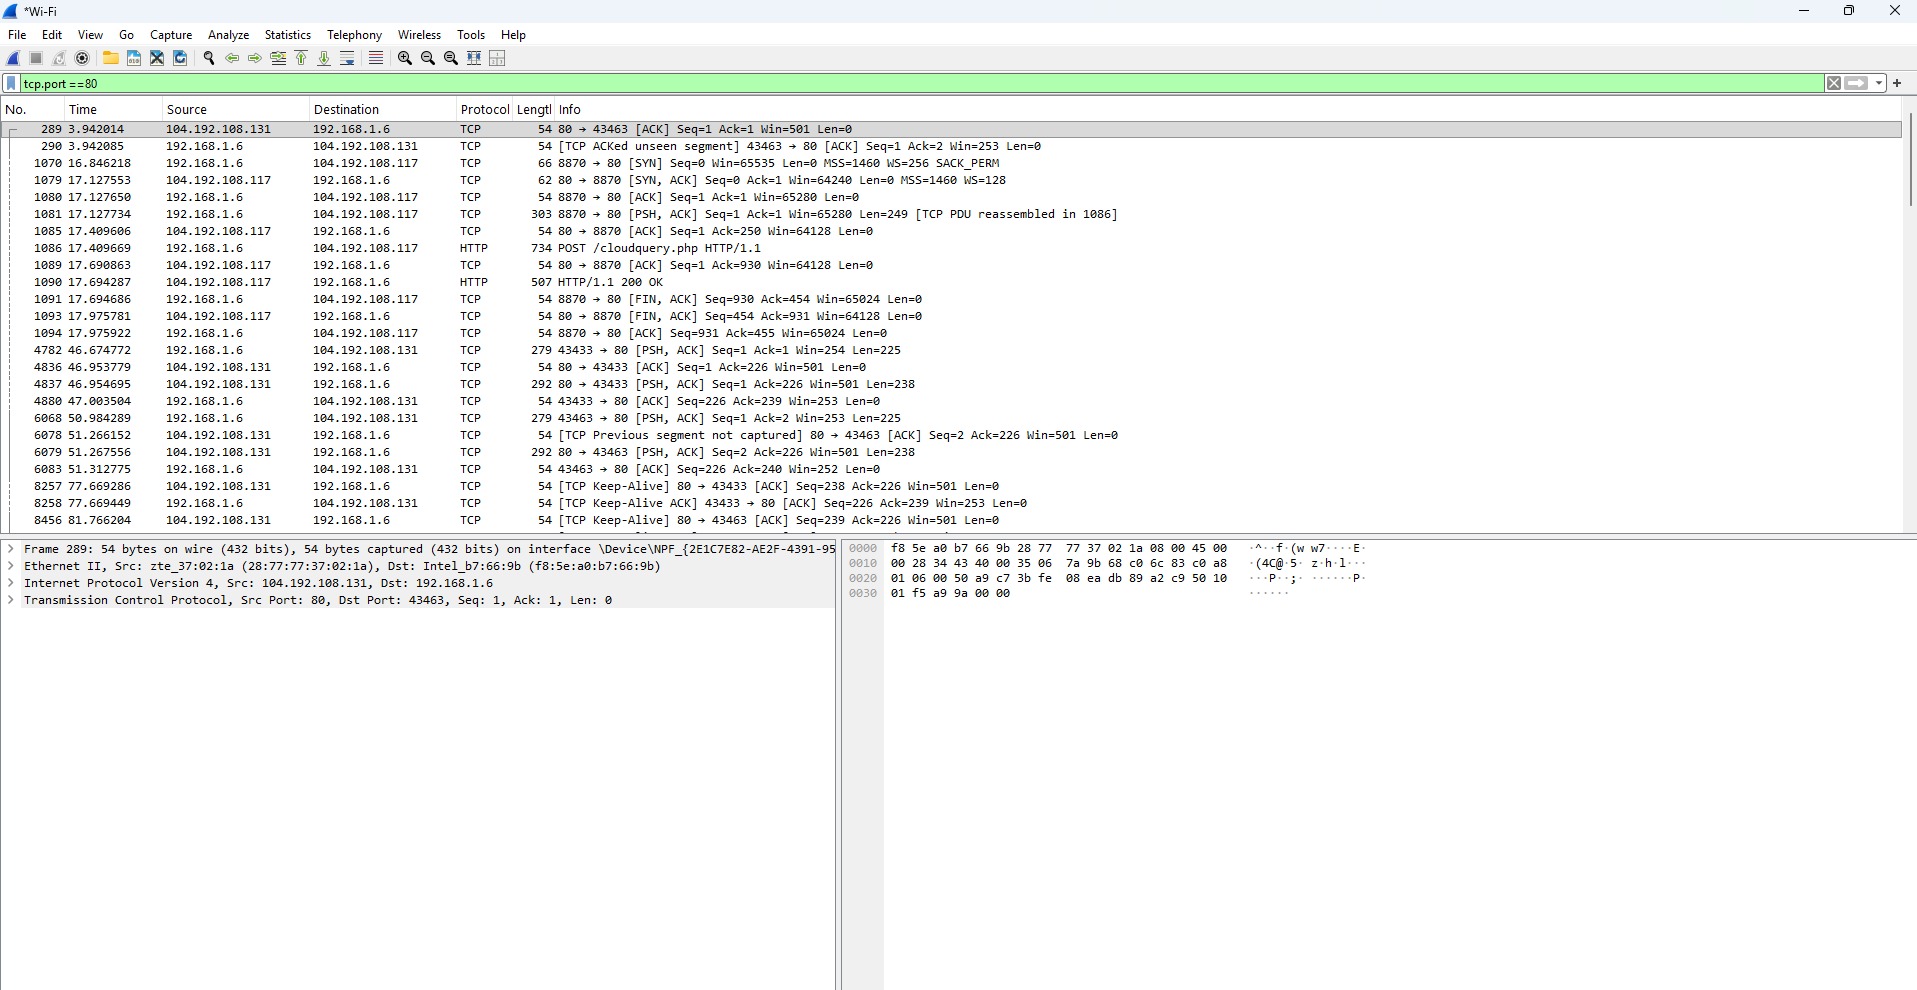 *Wi-Fi
File Edit View Go Capture Analyze Statistics Telephony Wireless Tools Help
tcp.port ==80
No. Time Source Destination Protocol Lengtl Info
289 3.942014 104.192.108.131 192.168.1.6 TCP 54 80 → 43463 [ACK] Seq=1 Ack=1 Win=501 Len=0
290 3.942085 192.168.1.6 104.192.108.131 TCP 54 [TCP ACKed unseen segment] 43463 → 80 [ACK] Seq=1 Ack=2 Win=253 Len=0
1070 16.846218 192.168.1.6 104.192.108.117 TCP 66 8870 → 80 [SYN] Seq=0 Win=65535 Len=0 MSS=1460 WS=256 SACK_PERM
1079 17.127553 104.192.108.117 192.168.1.6 TCP 62 80 → 8870 [SYN, ACK] Seq=0 Ack=1 Win=64240 Len=0 MSS=1460 WS=128
1080 17.127650 192.168.1.6 104.192.108.117 TCP 54 8870 → 80 [ACK] Seq=1 Ack=1 Win=65280 Len=0
1081 17.127734 192.168.1.6 104.192.108.117 TCP 303 8870 → 80 [PSH, ACK] Seq=1 Ack=1 Win=65280 Len=249 [TCP PDU reassembled in 1086]
1085 17.409606 104.192.108.117 192.168.1.6 TCP 54 80 → 8870 [ACK] Seq=1 Ack=250 Win=64128 Len=0
1086 17.409669 192.168.1.6 104.192.108.117 HTTP 734 POST /cloudquery.php HTTP/1.1
1089 17.690863 104.192.108.117 192.168.1.6 TCP 54 80 → 8870 [ACK] Seq=1 Ack=930 Win=64128 Len=0
1090 17.694287 104.192.108.117 192.168.1.6 HTTP 507 HTTP/1.1 200 OK
1091 17.694686 192.168.1.6 104.192.108.117 TCP 54 8870 → 80 [FIN, ACK] Seq=930 Ack=454 Win=65024 Len=0
1093 17.975781 104.192.108.117 192.168.1.6 TCP 54 80 → 8870 [FIN, ACK] Seq=454 Ack=931 Win=64128 Len=0
1094 17.975922 192.168.1.6 104.192.108.117 TCP 54 8870 → 80 [ACK] Seq=931 Ack=455 Win=65024 Len=0
4782 46.674772 192.168.1.6 104.192.108.131 TCP 279 43433 → 80 [PSH, ACK] Seq=1 Ack=1 Win=254 Len=225
4836 46.953779 104.192.108.131 192.168.1.6 TCP 54 80 → 43433 [ACK] Seq=1 Ack=226 Win=501 Len=0
4837 46.954695 104.192.108.131 192.168.1.6 TCP 292 80 → 43433 [PSH, ACK] Seq=1 Ack=226 Win=501 Len=238
4880 47.003504 192.168.1.6 104.192.108.131 TCP 54 43433 → 80 [ACK] Seq=226 Ack=239 Win=253 Len=0
6068 50.984289 192.168.1.6 104.192.108.131 TCP 279 43463 → 80 [PSH, ACK] Seq=1 Ack=2 Win=253 Len=225
6078 51.266152 104.192.108.131 192.168.1.6 TCP 54 [TCP Previous segment not captured] 80 → 43463 [ACK] Seq=2 Ack=226 Win=501 Len=0
6079 51.267556 104.192.108.131 192.168.1.6 TCP 292 80 → 43463 [PSH, ACK] Seq=2 Ack=226 Win=501 Len=238
6083 51.312775 192.168.1.6 104.192.108.131 TCP 54 43463 → 80 [ACK] Seq=226 Ack=240 Win=252 Len=0
8257 77.669286 104.192.108.131 192.168.1.6 TCP 54 [TCP Keep-Alive] 80 → 43433 [ACK] Seq=238 Ack=226 Win=501 Len=0
8258 77.669449 192.168.1.6 104.192.108.131 TCP 54 [TCP Keep-Alive ACK] 43433 → 80 [ACK] Seq=226 Ack=239 Win=253 Len=0
8456 81.766204 104.192.108.131 192.168.1.6 TCP 54 [TCP Keep-Alive] 80 → 43463 [ACK] Seq=239 Ack=226 Win=501 Len=0
Frame 289: 54 bytes on wire (432 bits), 54 bytes captured (432 bits) on interface \Device\NPF_{2E1C7E82-AE2F-4391-95
Ethernet II, Src: zte_37:02:1a (28:77:77:37:02:1a), Dst: Intel_b7:66:9b (f8:5e:a0:b7:66:9b)
Internet Protocol Version 4, Src: 104.192.108.131, Dst: 192.168.1.6
Transmission Control Protocol, Src Port: 80, Dst Port: 43463, Seq: 1, Ack: 1, Len: 0
0000 f8 5e a0 b7 66 9b 28 77 77 37 02 1a 08 00 45 00 ·^··f·(w w7····E·
0010 00 28 34 43 40 00 35 06 7a 9b 68 c0 6c 83 c0 a8 ·(4C@·5· z·h·l···
0020 01 06 00 50 a9 c7 3b fe 08 ea db 89 a2 c9 50 10 ···P··;· ······P·
0030 01 f5 a9 9a 00 00 ······